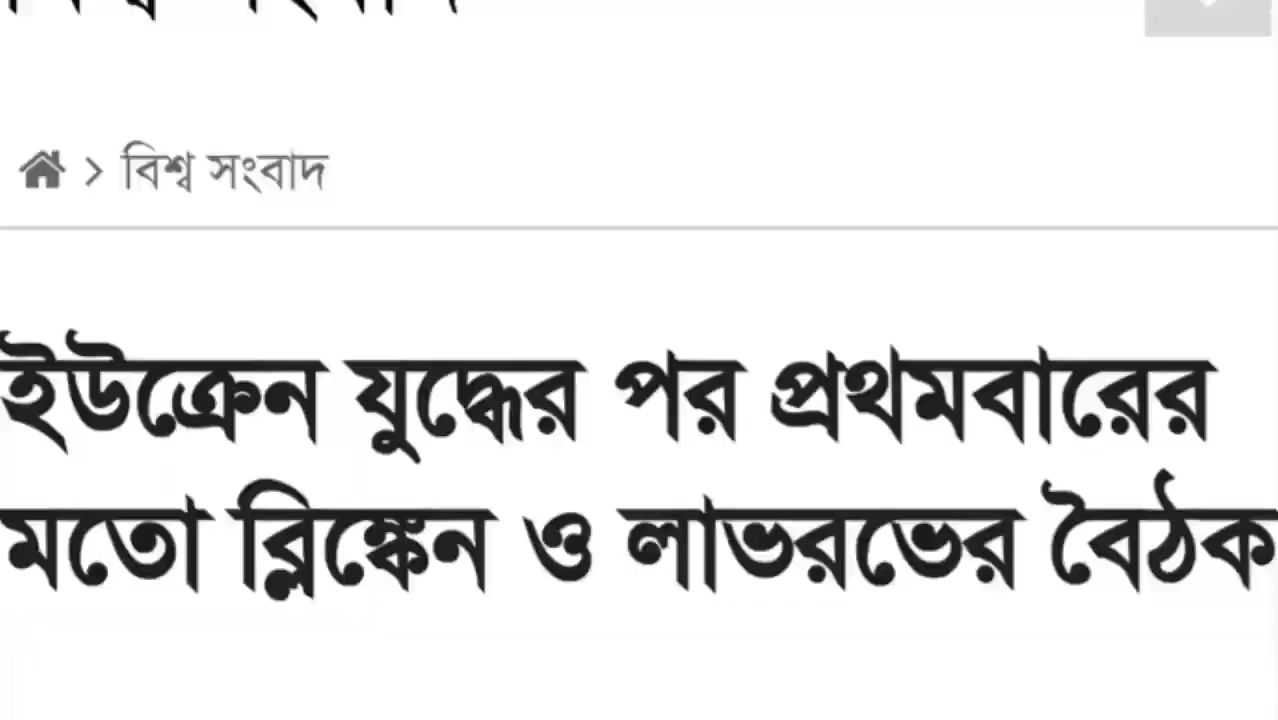 বিশ্ব সংবাদ
> বিশ্ব সংবাদ
ইউক্রেন যুদ্ধের পর প্রথমবারের
মতো ব্লিঙ্কেন ও লাভরভের বৈঠক